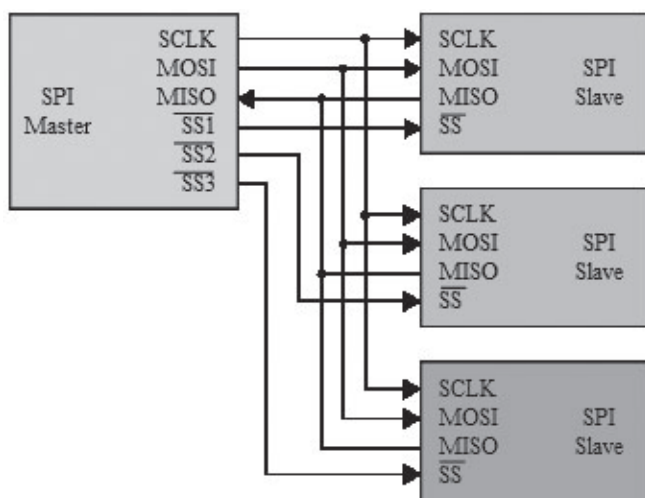 SCLK
MOSI
MISO
SS1
SS2
SS3
SPI
Master
SCLK
MOSI
MISO
SS
SPI
Slave
SCLK
MOSI
MISO
SS
SPI
Slave
SCLK
MOSI
MISO
SS
SPI
Slave